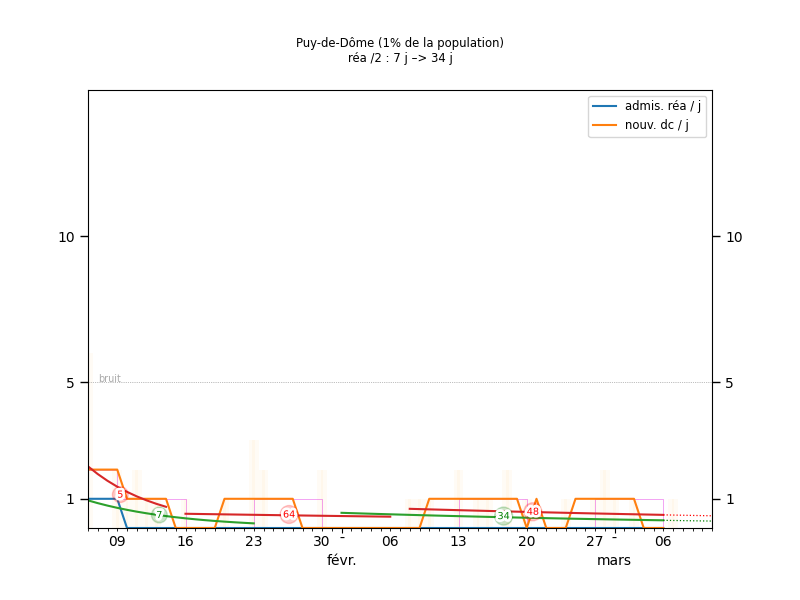 Puy-de-Dôme (1% de la population)
réa /2 : 7 j –> 34 j
admis. réa / j
nouv. dc / j
10 10
bruit
5 5
5
7
64
34
48
1 1
09 16 23 30 - 06 13 20 27 - 06
févr. mars